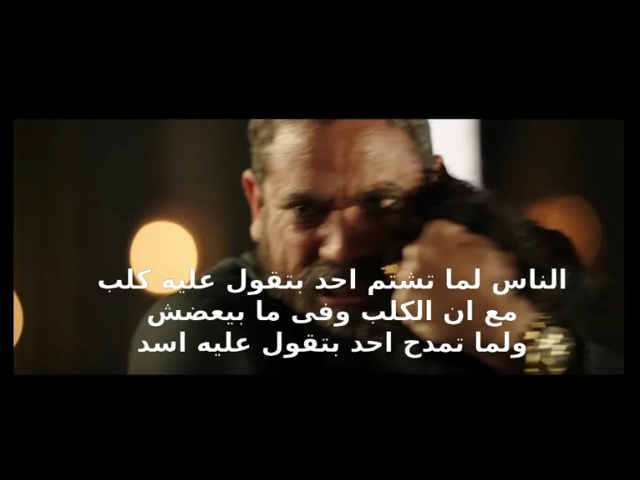 الناس لما تشتم احد بتقول عليه كلب
مع ان الكلب وفى ما بيعضش
ولما تمدح احد بتقول عليه اسد